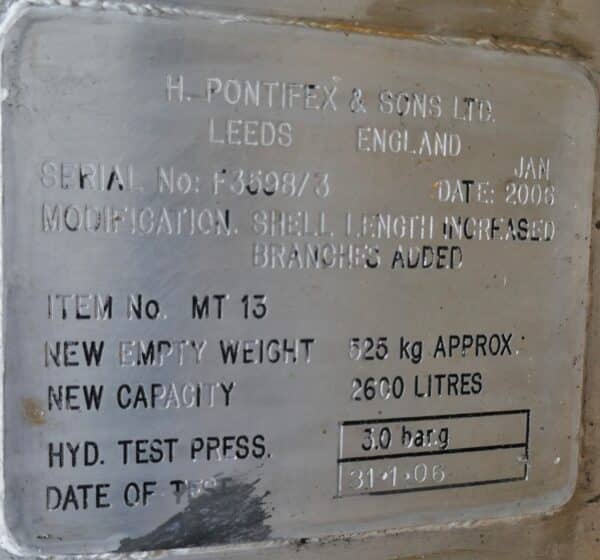 H. PONTIFEX & SONS LTD.
LEEDS ENGLAND
JAN
SERIAL No: F3598/3 DATE: 2006
MODIFICATION. SHELL LENGTH INCREASED
BRANCHES ADDED
ITEM No. MT 13
NEW EMPTY WEIGHT 525 kg APPROX.
NEW CAPACITY 2600 LITRES
HYD. TEST PRESS. 3.0 bar.g
DATE OF TEST 31·1·06